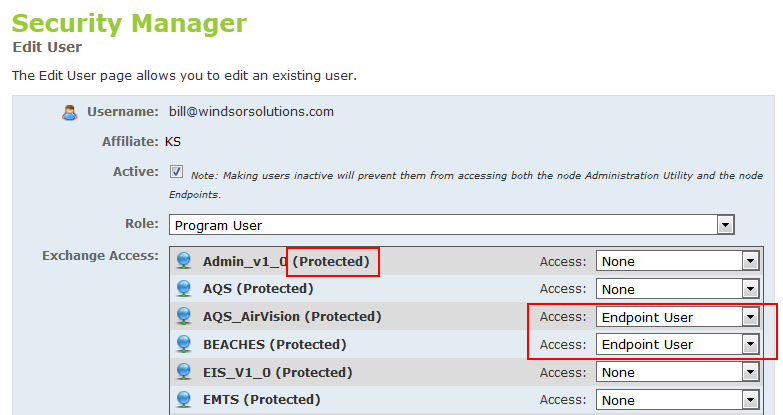 Security Manager
Edit User
The Edit User page allows you to edit an existing user.
Username: bill@windsorsolutions.com
Affiliate: KS
Active: Note: Making users inactive will prevent them from accessing both the node Administration Utility and the node
Endpoints.
Role: Program User
Exchange Access: Admin_v1_0 (Protected) Access: None
AQS (Protected) Access: None
AQS_AirVision (Protected) Access: Endpoint User
BEACHES (Protected) Access: Endpoint User
EIS_V1_0 (Protected) Access: None
EMTS (Protected) Access: None